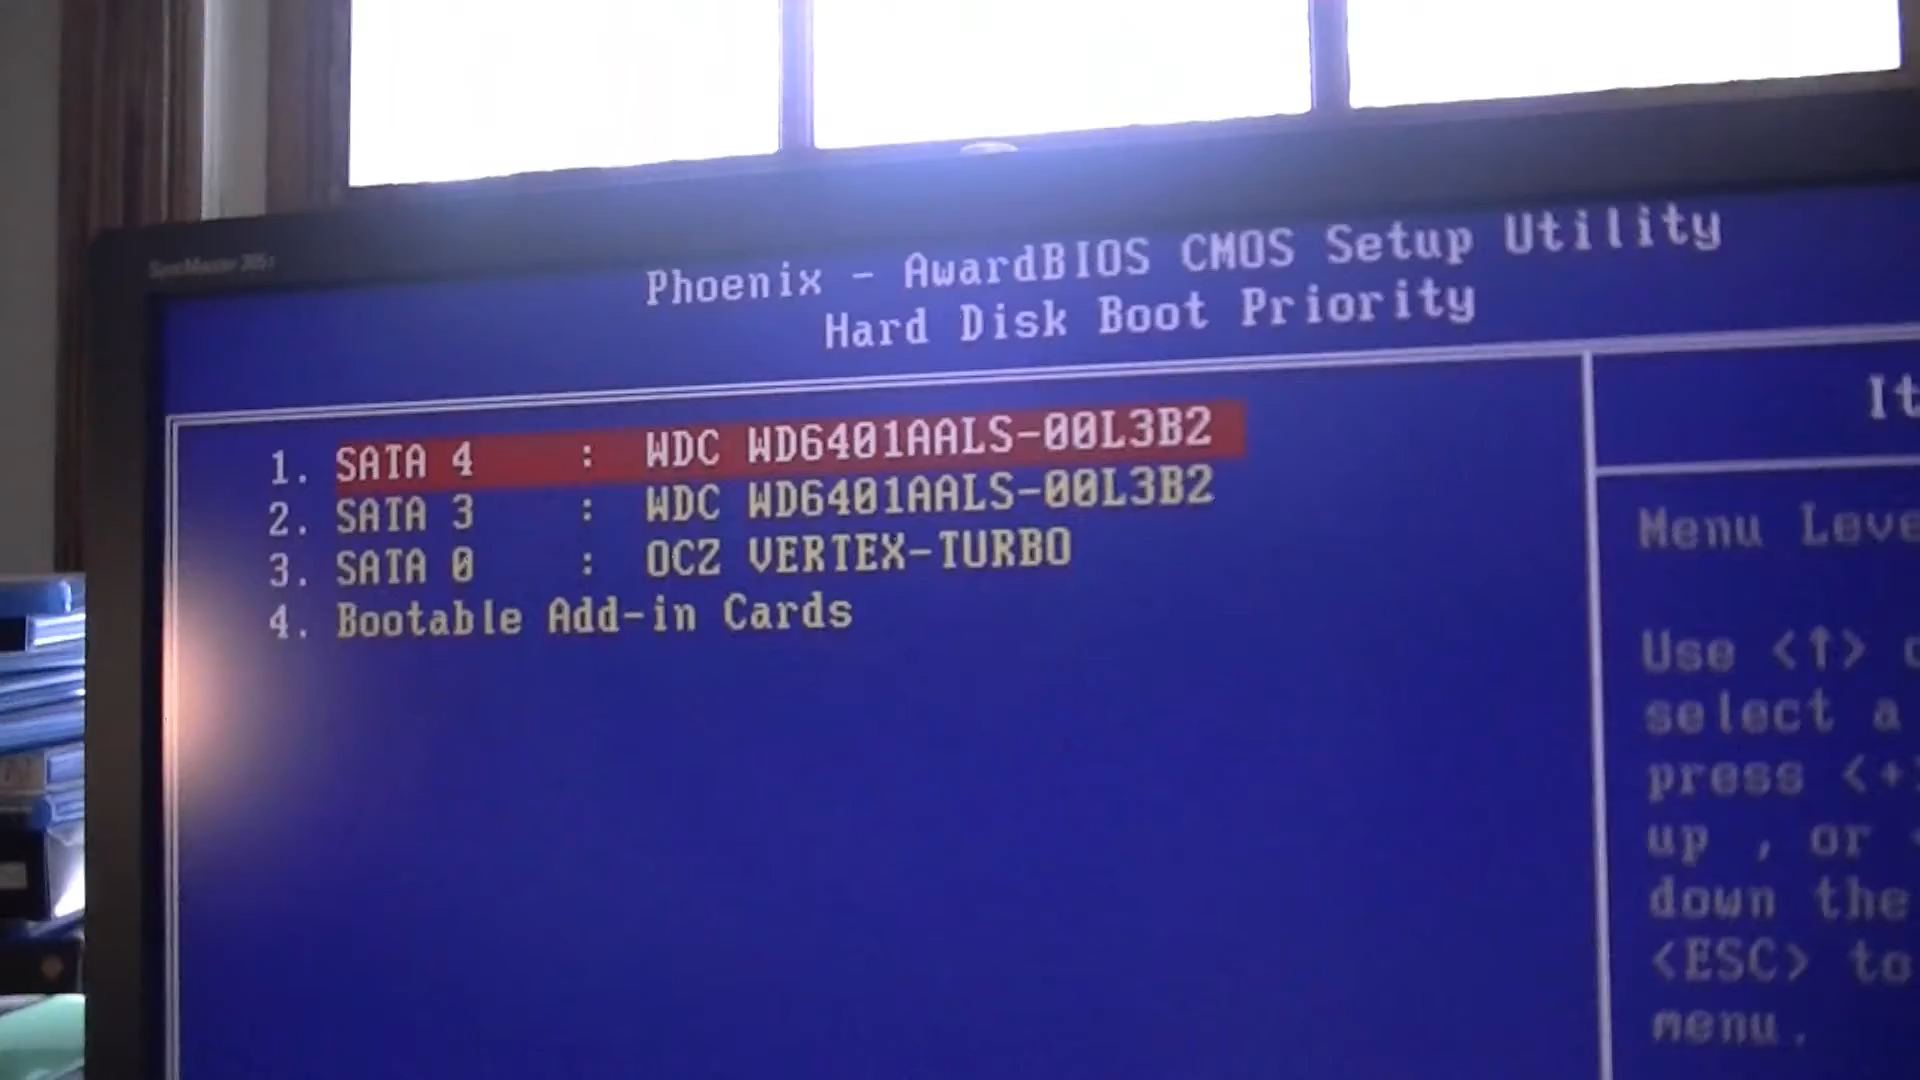 Phoenix - AwardBIOS CMOS Setup Utility
Hard Disk Boot Priority
1. SATA 4 : WDC WD6401AALS-00L3B2
2. SATA 3 : WDC WD6401AALS-00L3B2
3. SATA 0 : OCZ VERTEX-TURBO
4. Bootable Add-in Cards
It
Menu Leve
Use <↑> o
select a
press <+>
up , or <
down the
<ESC> to
menu.